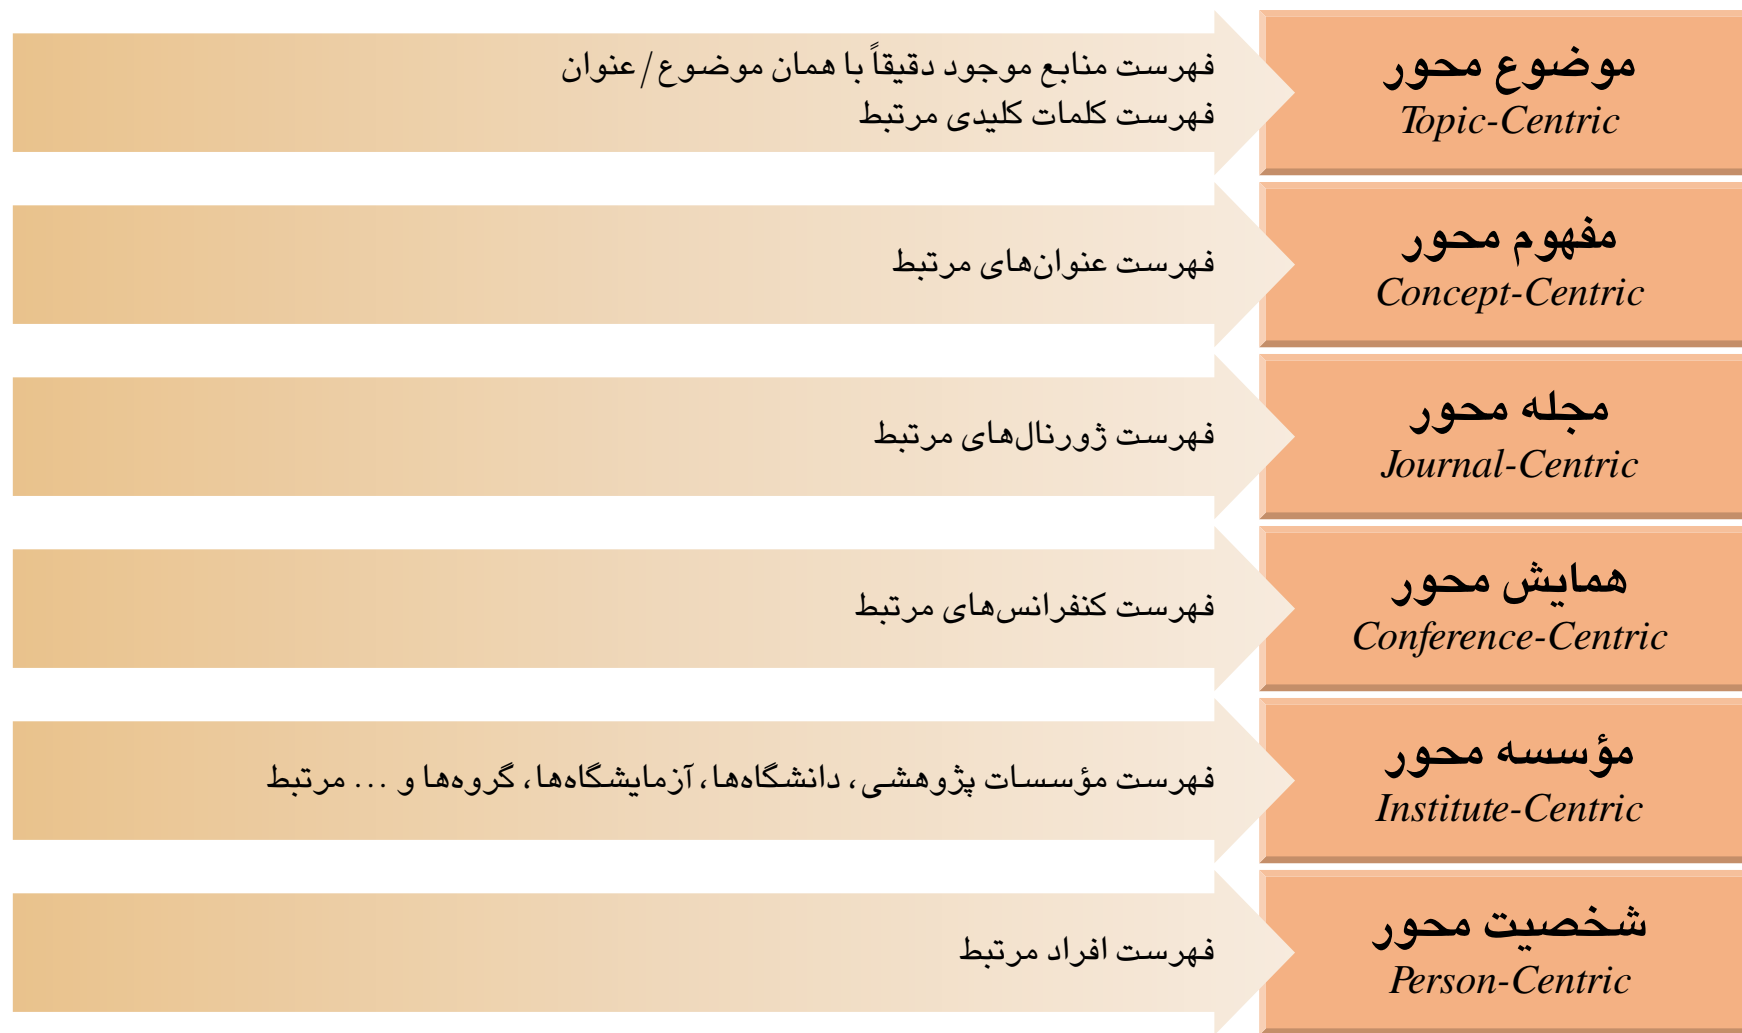 موضوع محور
Topic-Centric
فهرست منابع موجود دقیقاً با همان موضوع/عنوان
فهرست کلمات کلیدی مرتبط
مفهوم محور
Concept-Centric
فهرست عنوان‌های مرتبط
مجله محور
Journal-Centric
فهرست ژورنال‌های مرتبط
همایش محور
Conference-Centric
فهرست کنفرانس‌های مرتبط
مؤسسه محور
Institute-Centric
فهرست مؤسسات پژوهشی، دانشگاه‌ها، آزمایشگاه‌ها، گروه‌ها و ... مرتبط
شخصیت محور
Person-Centric
فهرست افراد مرتبط